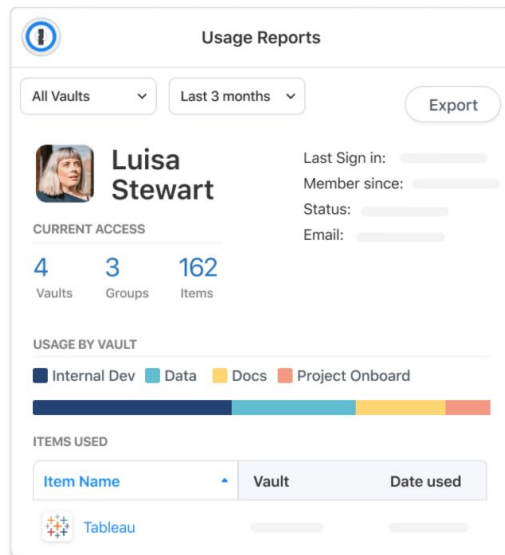 Usage Reports
All Vaults
Last 3 months
Export
Luisa
Stewart
Last Sign in:
Member since:
Status:
Email:
CURRENT ACCESS
4 3 162
Vaults Groups Items
USAGE BY VAULT
Internal Dev Data Docs Project Onboard
ITEMS USED
Item Name Vault Date used
Tableau